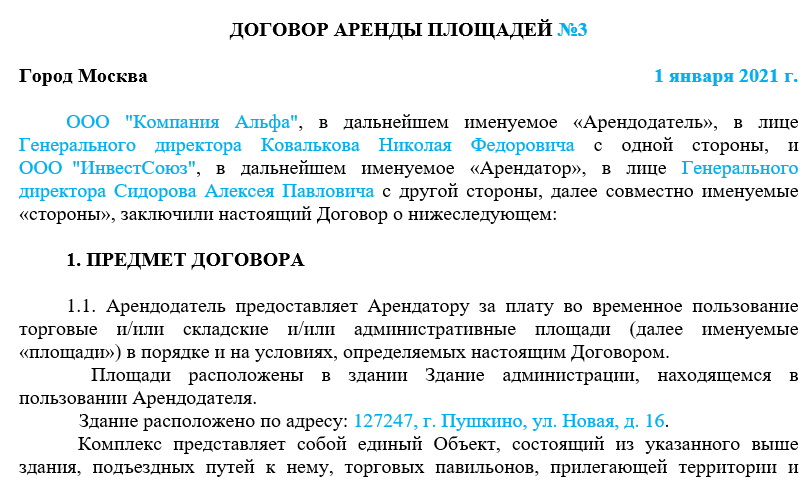 ДОГОВОР АРЕНДЫ ПЛОЩАДЕЙ №3
Город Москва 1 января 2021 г.
ООО "Компания Альфа", в дальнейшем именуемое «Арендодатель», в лице
Генерального директора Ковалькова Николая Федоровича с одной стороны, и
ООО "ИнвестСоюз", в дальнейшем именуемое «Арендатор», в лице Генерального
директора Сидорова Алексея Павловича с другой стороны, далее совместно именуемые
«стороны», заключили настоящий Договор о нижеследующем:
1. ПРЕДМЕТ ДОГОВОРА
1.1. Арендодатель предоставляет Арендатору за плату во временное пользование
торговые и/или складские и/или административные площади (далее именуемые
«площади») в порядке и на условиях, определяемых настоящим Договором.
Площади расположены в здании Здание администрации, находящемся в
пользовании Арендодателя.
Здание расположено по адресу: 127247, г. Пушкино, ул. Новая, д. 16.
Комплекс представляет собой единый Объект, состоящий из указанного выше
здания, подъездных путей к нему, торговых павильонов, прилегающей территории и